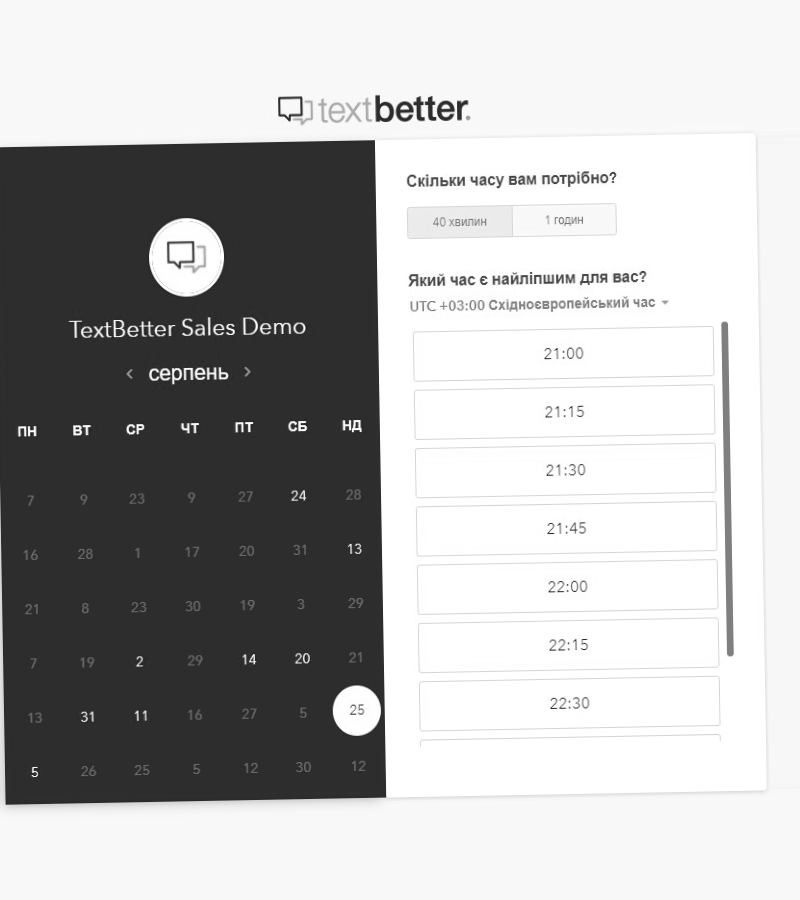 textbetter.
TextBetter Sales Demo
‹ серпень ›
ПН ВТ СР ЧТ ПТ СБ НД
7 9 23 9 27 24 28
16 28 1 17 20 31 13
21 8 23 30 19 3 29
7 19 2 29 14 20 21
13 31 11 16 27 5 25
5 26 25 5 12 30 12
Скільки часу вам потрібно?
40 хвилин 1 годин
Який час є найліпшим для вас?
UTC +03:00 Східноєвропейський час
21:00
21:15
21:30
21:45
22:00
22:15
22:30